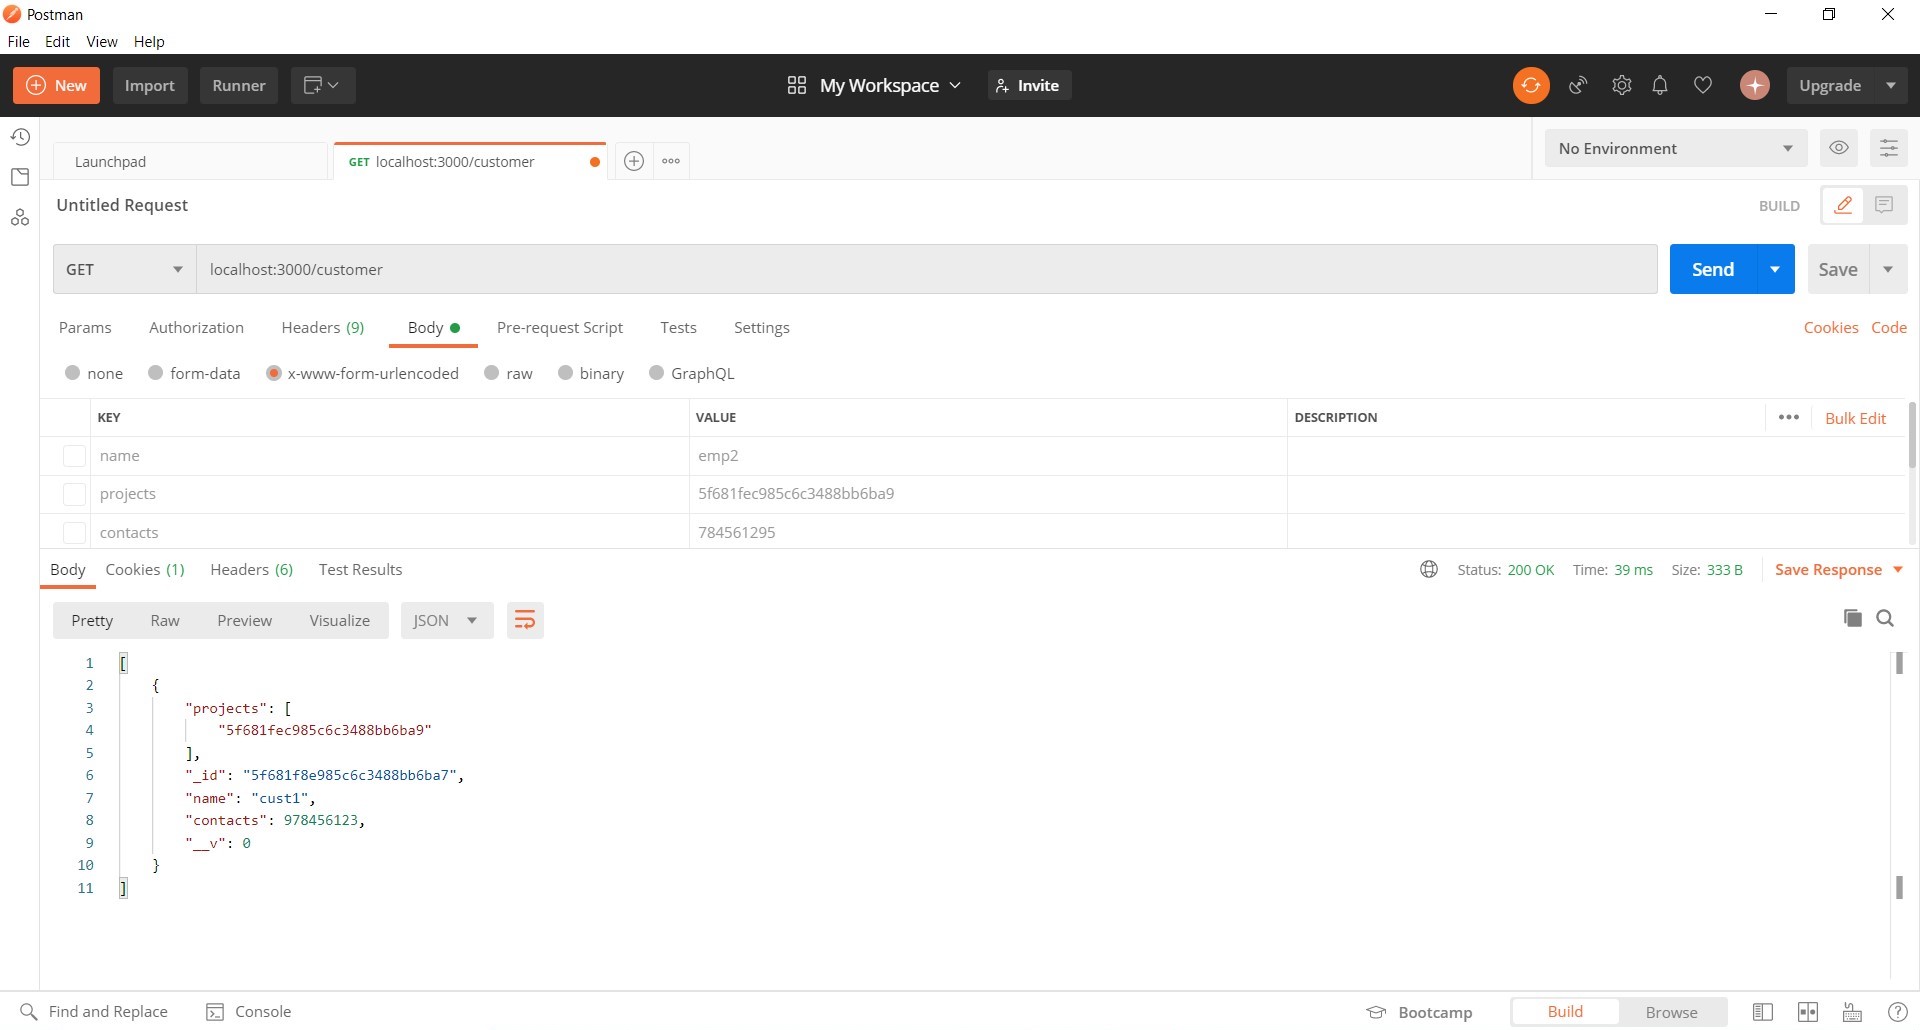 Postman
File Edit View Help
New Import Runner My Workspace Invite Upgrade
Launchpad GET localhost:3000/customer No Environment
Untitled Request BUILD
GET localhost:3000/customer Send Save
Params Authorization Headers (9) Body Pre-request Script Tests Settings Cookies Code
none form-data x-www-form-urlencoded raw binary GraphQL
KEY VALUE DESCRIPTION Bulk Edit
name emp2
projects 5f681fec985c6c3488bb6ba9
contacts 784561295
Body Cookies (1) Headers (6) Test Results Status: 200 OK Time: 39 ms Size: 333 B Save Response
Pretty Raw Preview Visualize JSON
1 [
2 {
3 "projects": [
4 "5f681fec985c6c3488bb6ba9"
5 ],
6 "_id": "5f681f8e985c6c3488bb6ba7",
7 "name": "cust1",
8 "contacts": 978456123,
9 "__v": 0
10 }
11 ]
Find and Replace Console Bootcamp Build Browse